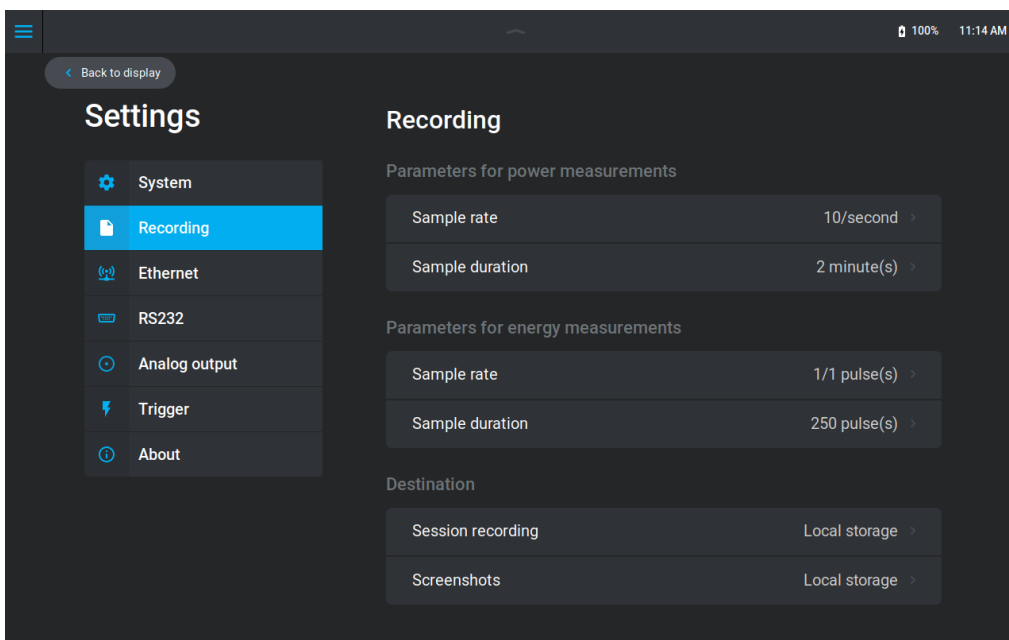 100% 11:14 AM
Back to display
Settings
System
Recording
Ethernet
RS232
Analog output
Trigger
About
Recording
Parameters for power measurements
Sample rate 10/second
Sample duration 2 minute(s)
Parameters for energy measurements
Sample rate 1/1 pulse(s)
Sample duration 250 pulse(s)
Destination
Session recording Local storage
Screenshots Local storage